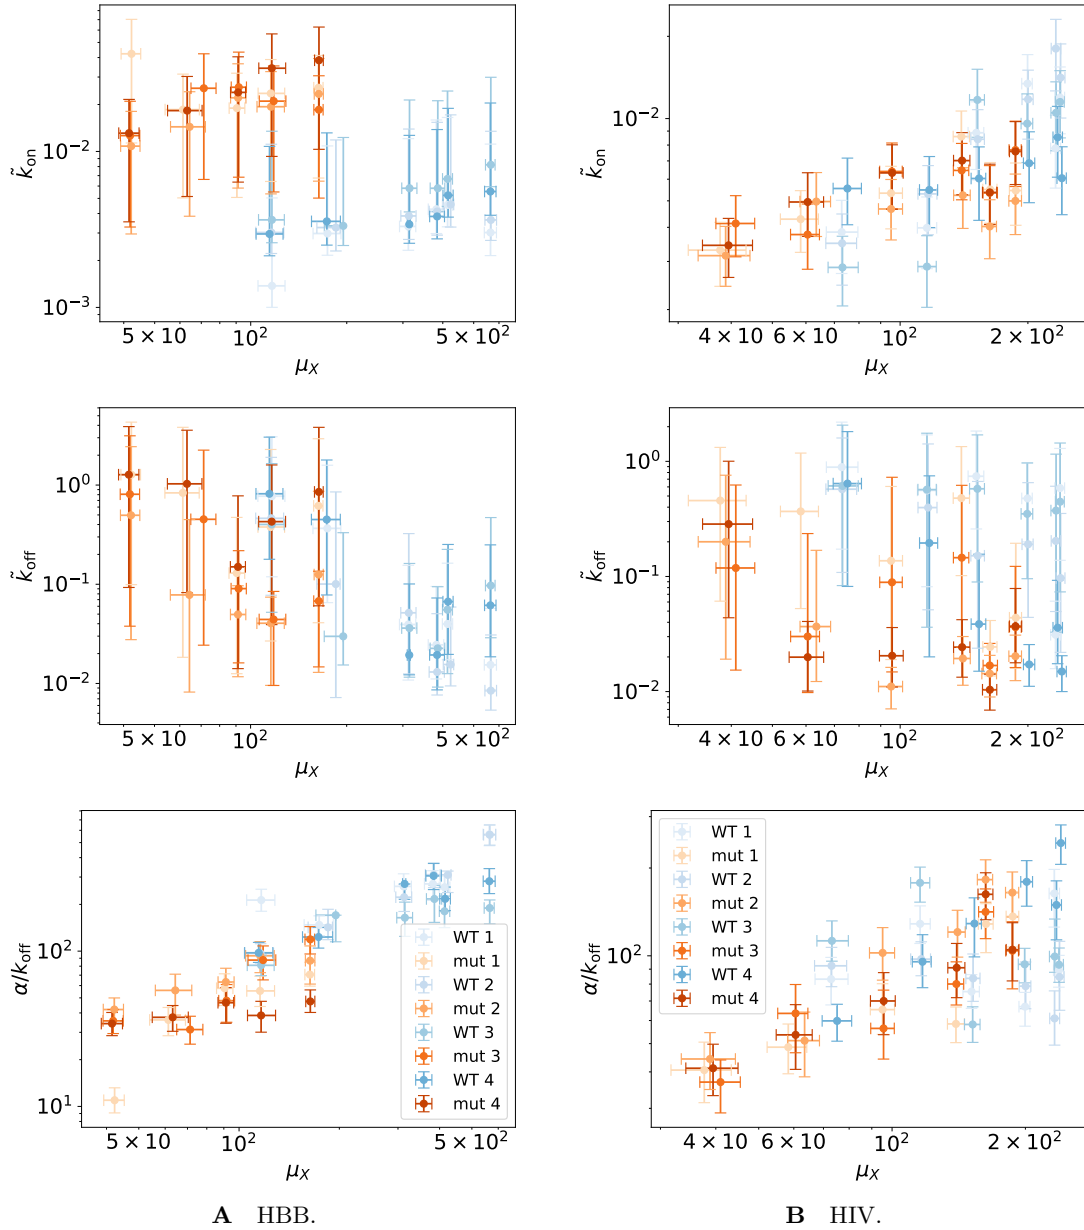 10⁻²
10⁻³
k̃on
5 × 10
10²
5 × 10²
μX
10⁻²
k̃on
4 × 10
6 × 10
10²
2 × 10²
μX
10⁰
10⁻¹
10⁻²
k̃off
5 × 10
10²
5 × 10²
μX
10⁰
10⁻¹
10⁻²
k̃off
4 × 10
6 × 10
10²
2 × 10²
μX
10²
10¹
α/koff
5 × 10
10²
5 × 10²
μX
WT 1
mut 1
WT 2
mut 2
WT 3
mut 3
WT 4
mut 4
10²
α/koff
4 × 10
6 × 10
10²
2 × 10²
μX
WT 1
mut 1
WT 2
mut 2
WT 3
mut 3
WT 4
mut 4
A HBB.
B HIV.